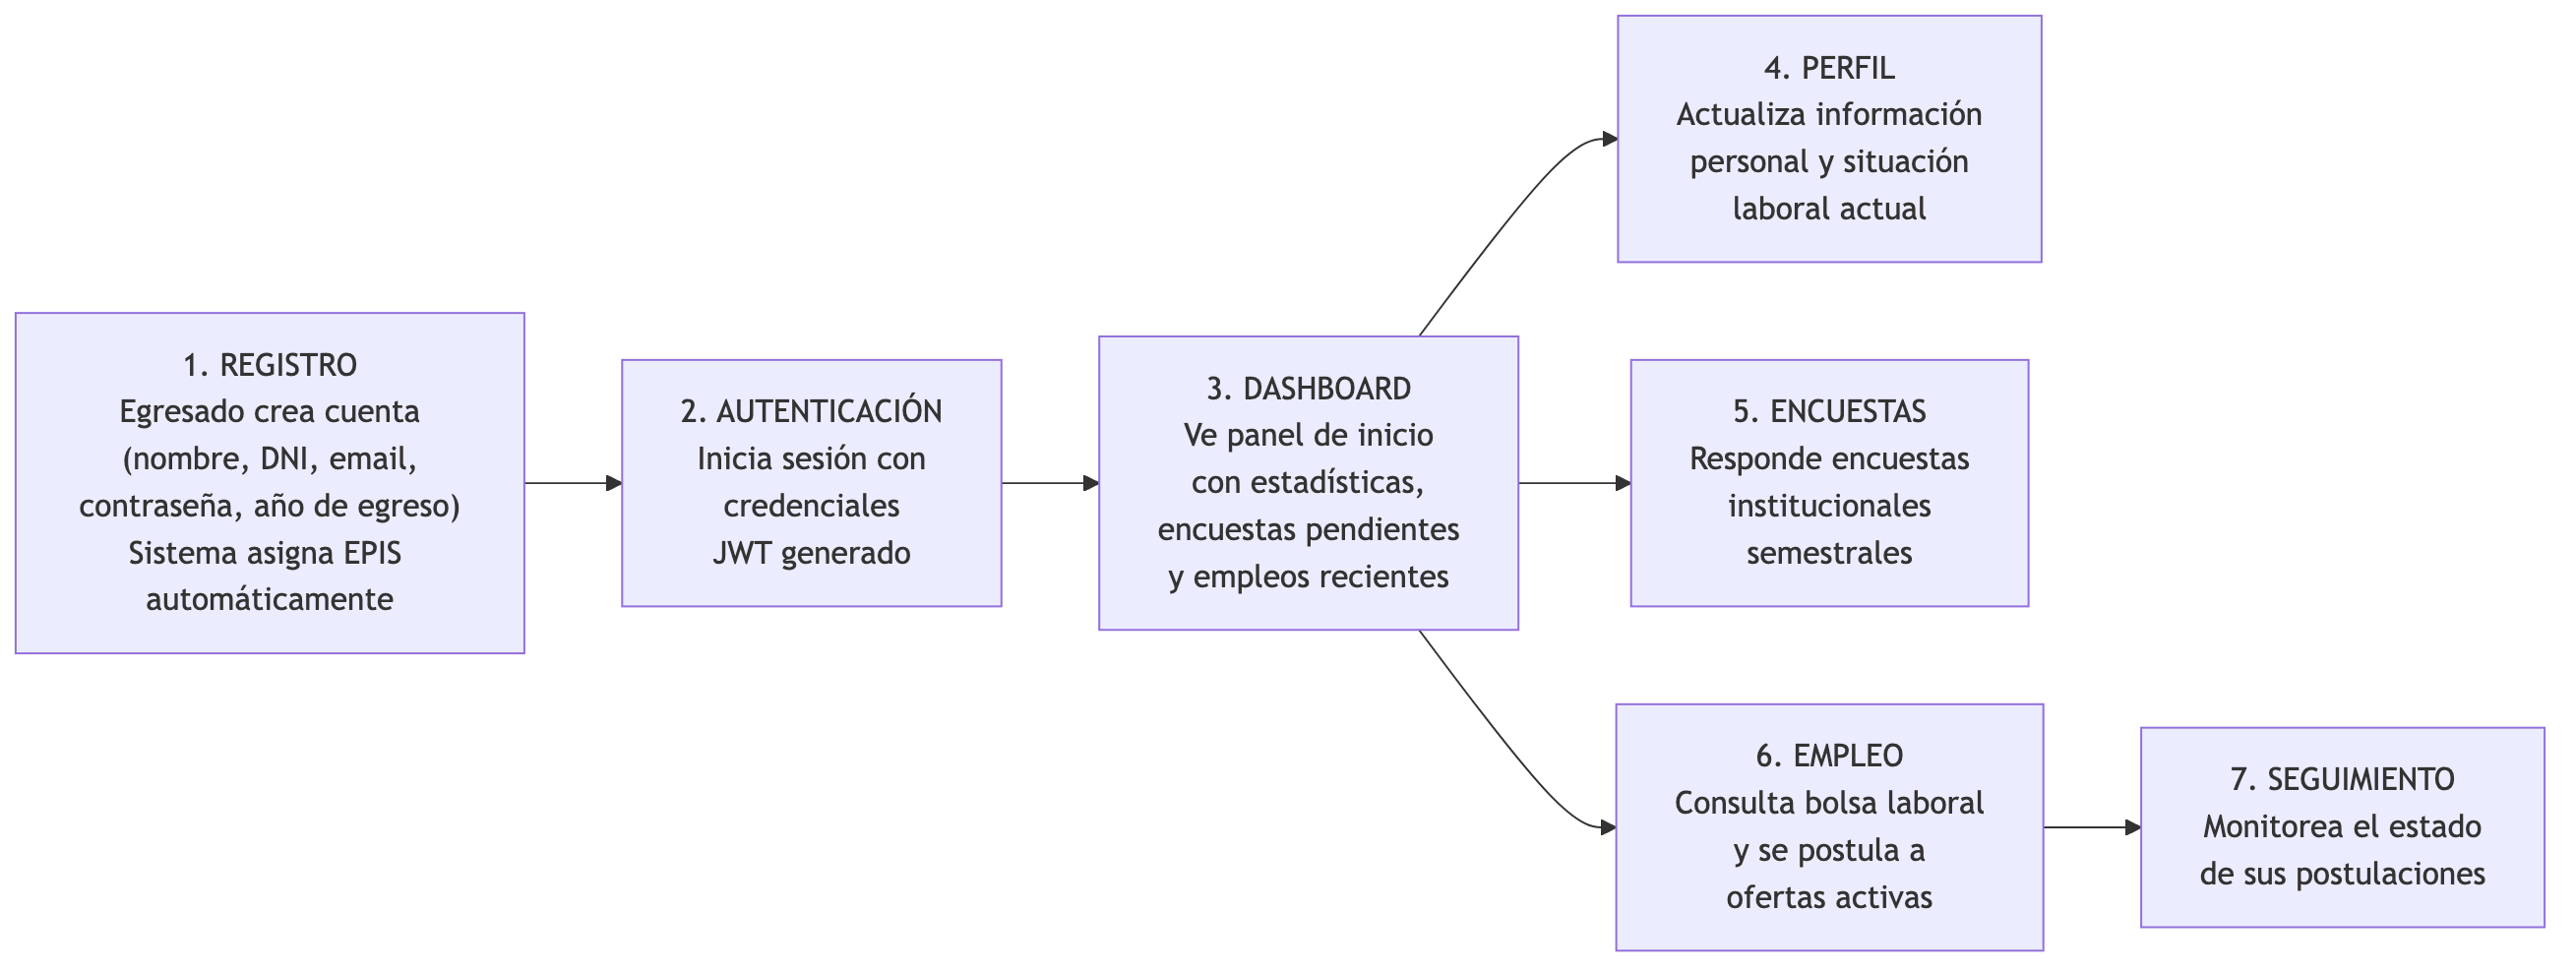 1. REGISTRO
Egresado crea cuenta
(nombre, DNI, email,
contraseña, año de egreso)
Sistema asigna EPIS
automáticamente
2. AUTENTICACIÓN
Inicia sesión con
credenciales
JWT generado
3. DASHBOARD
Ve panel de inicio
con estadísticas,
encuestas pendientes
y empleos recientes
4. PERFIL
Actualiza información
personal y situación
laboral actual
5. ENCUESTAS
Responde encuestas
institucionales
semestrales
6. EMPLEO
Consulta bolsa laboral
y se postula a
ofertas activas
7. SEGUIMIENTO
Monitorea el estado
de sus postulaciones